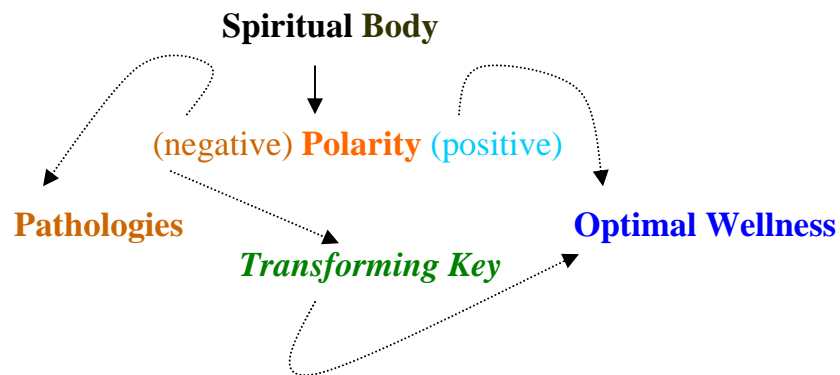 Spiritual Body
(negative) Polarity (positive)
Pathologies
Optimal Wellness
Transforming Key